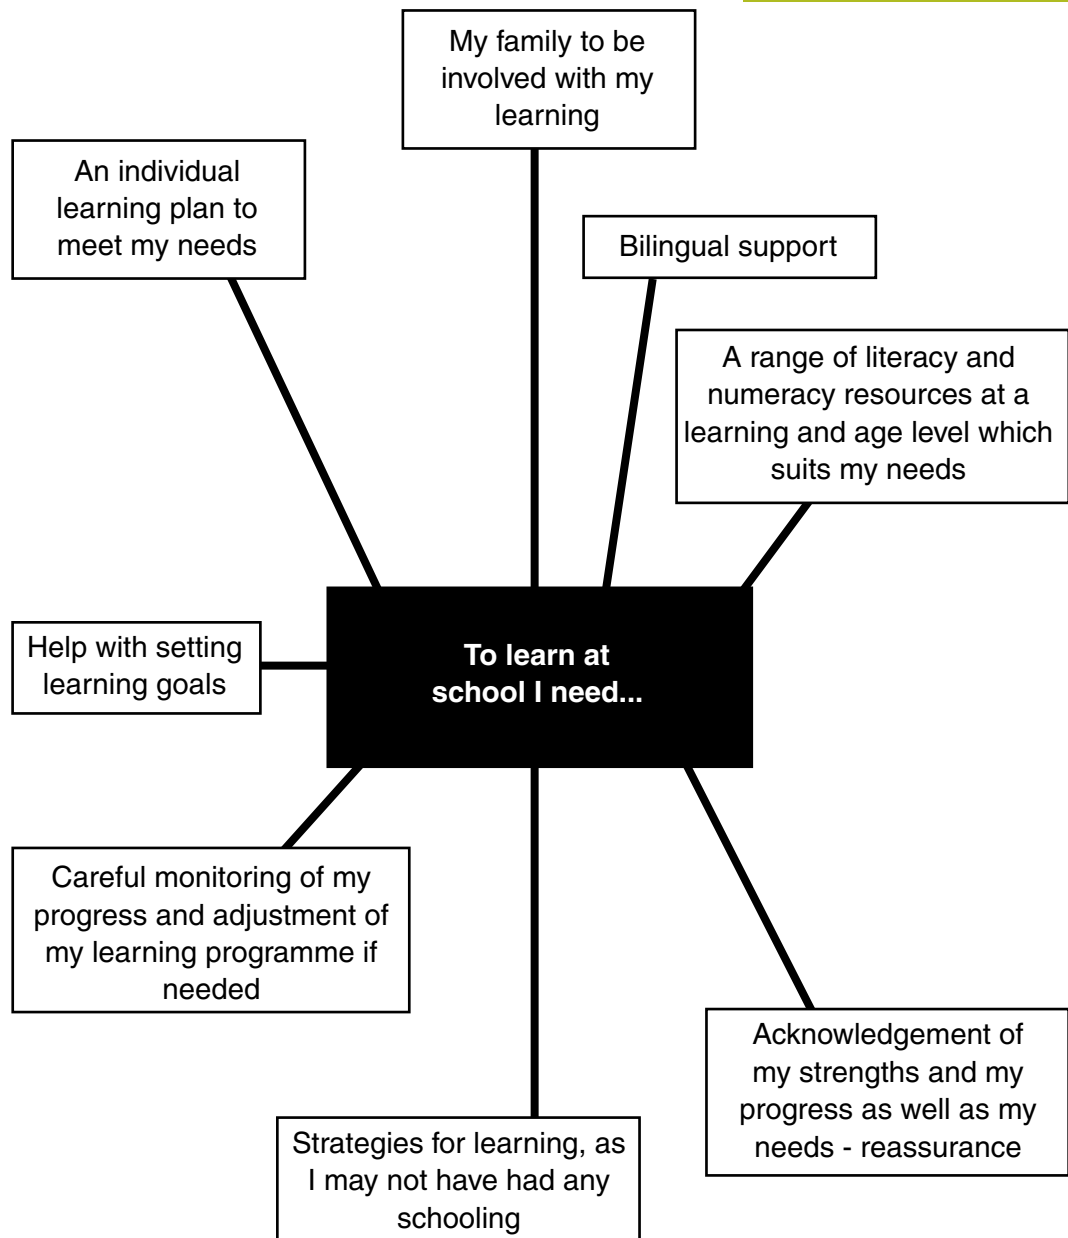 My family to be
involved with my
learning
An individual
learning plan to
meet my needs
Bilingual support
A range of literacy and
numeracy resources at a
learning and age level which
suits my needs
Help with setting
learning goals
To learn at
school I need...
Careful monitoring of my
progress and adjustment of
my learning programme if
needed
Acknowledgement of
my strengths and my
progress as well as my
needs - reassurance
Strategies for learning, as
I may not have had any
schooling